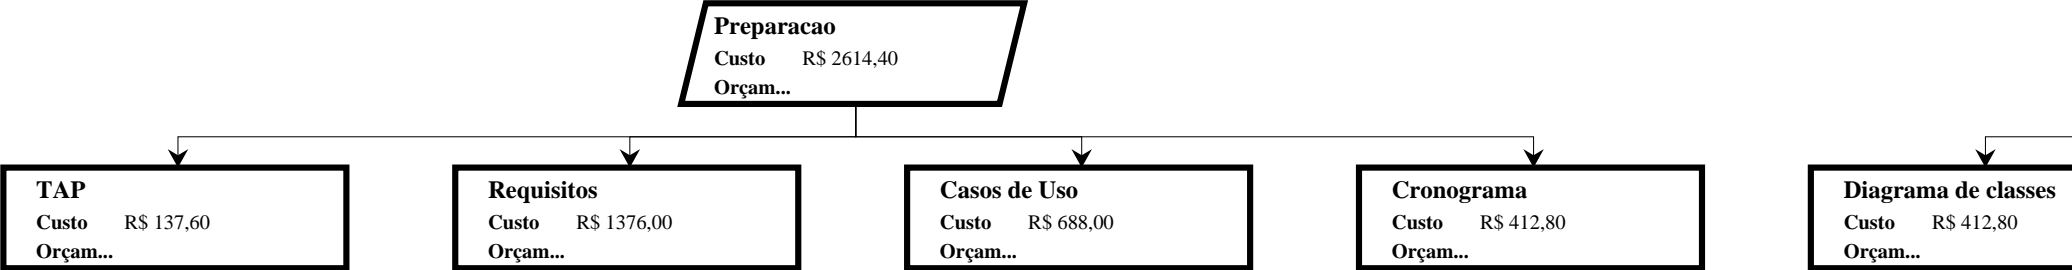 Preparacao
Custo R$ 2614,40
Orçam...
TAP
Custo R$ 137,60
Orçam...
Requisitos
Custo R$ 1376,00
Orçam...
Casos de Uso
Custo R$ 688,00
Orçam...
Cronograma
Custo R$ 412,80
Orçam...
Diagrama de classes
Custo R$ 412,80
Orçam...